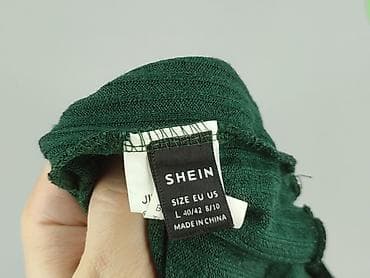 SHEIN
SIZE EU US
L 40/42 8/10
MADE IN CHINA